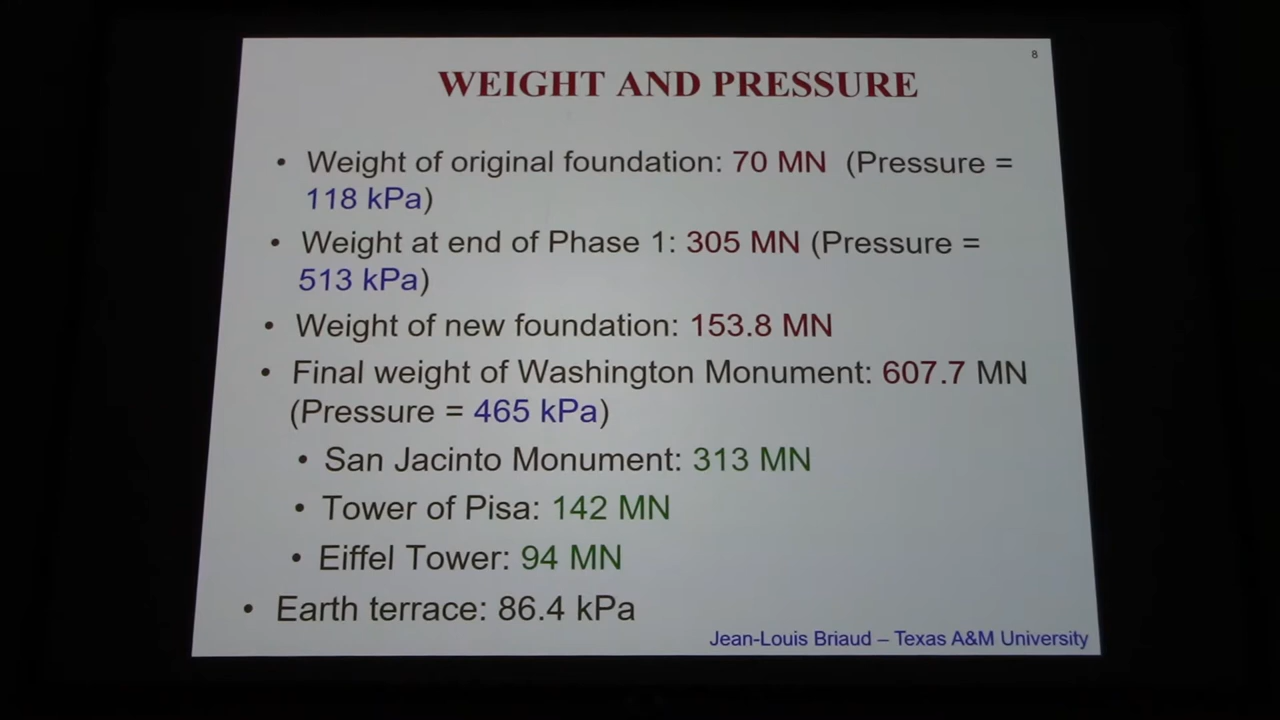 8
WEIGHT AND PRESSURE
• Weight of original foundation: 70 MN (Pressure =
118 kPa)
• Weight at end of Phase 1: 305 MN (Pressure =
513 kPa)
• Weight of new foundation: 153.8 MN
• Final weight of Washington Monument: 607.7 MN
(Pressure = 465 kPa)
• San Jacinto Monument: 313 MN
• Tower of Pisa: 142 MN
• Eiffel Tower: 94 MN
• Earth terrace: 86.4 kPa
Jean-Louis Briaud – Texas A&M University